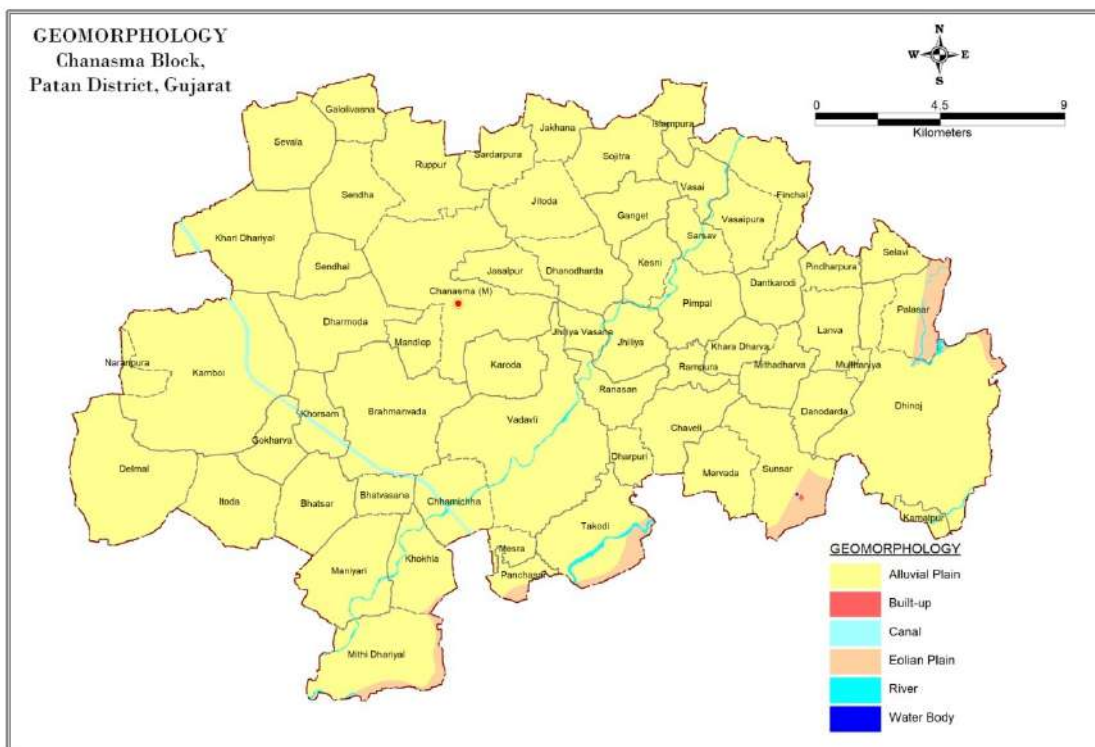 GEOMORPHOLOGY
Chanasma Block,
Patan District, Gujarat
N
W E
S
0 4.5 9
Kilometers
Galolivasna
Sevala
Jakhana
Islampura
Ruppur
Sardarpura
Sojitra
Vasai
Finchal
Sendha
Jitoda
Gangel
Vasaipura
Khari Dhariyal
Sarsav
Selavi
Sendhal
Jasalpur
Dhanodharda
Kesni
Pindharpura
Dantkarodi
Chanasma (M)
Pimpal
Palasar
Dharmoda
Mandlop
Jhiliya Vasana
Jhiliya
Lanva
Khara Dharva
Naranpura
Kamboi
Karoda
Rampura
Mithadharva
Multhaniya
Ranasan
Dhinoj
Khorsam
Brahmanvada
Vadavli
Danodarda
Chaveli
Gokharva
Delmal
Dharpuri
Marvada
Sunsar
Itoda
Bhatsar
Bhatvasana
Chhamichha
Takodi
Kamalpur
Mesra
Maniyari
Khokhla
Panchasar
Mithi Dhariyal
GEOMORPHOLOGY
Alluvial Plain
Built-up
Canal
Eolian Plain
River
Water Body